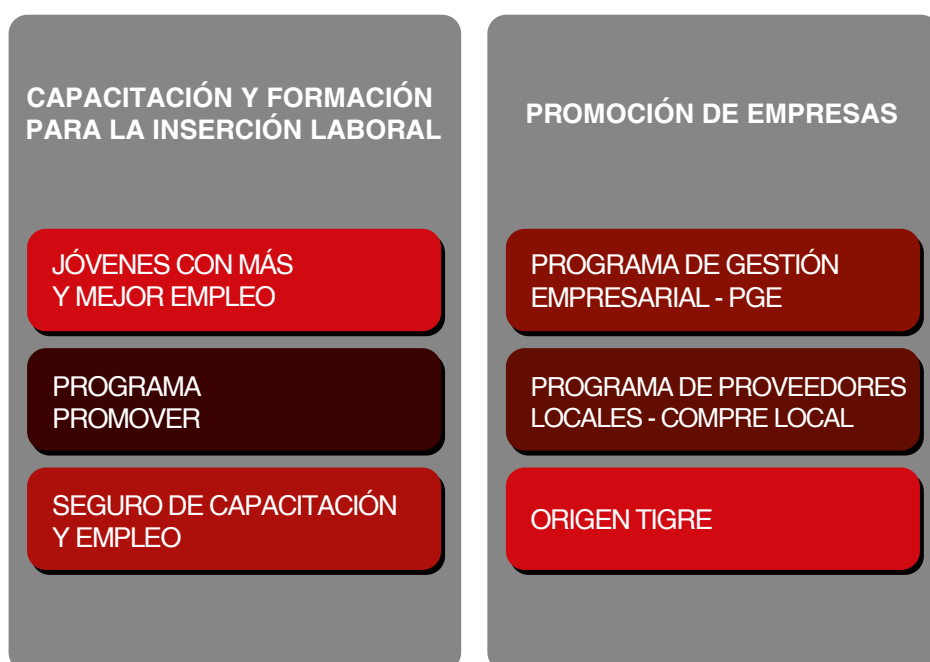 CAPACITACIÓN Y FORMACIÓN
PARA LA INSERCIÓN LABORAL
JÓVENES CON MÁS
Y MEJOR EMPLEO
PROGRAMA
PROMOVER
SEGURO DE CAPACITACIÓN
Y EMPLEO
PROMOCIÓN DE EMPRESAS
PROGRAMA DE GESTIÓN
EMPRESARIAL - PGE
PROGRAMA DE PROVEEDORES
LOCALES - COMPRE LOCAL
ORIGEN TIGRE